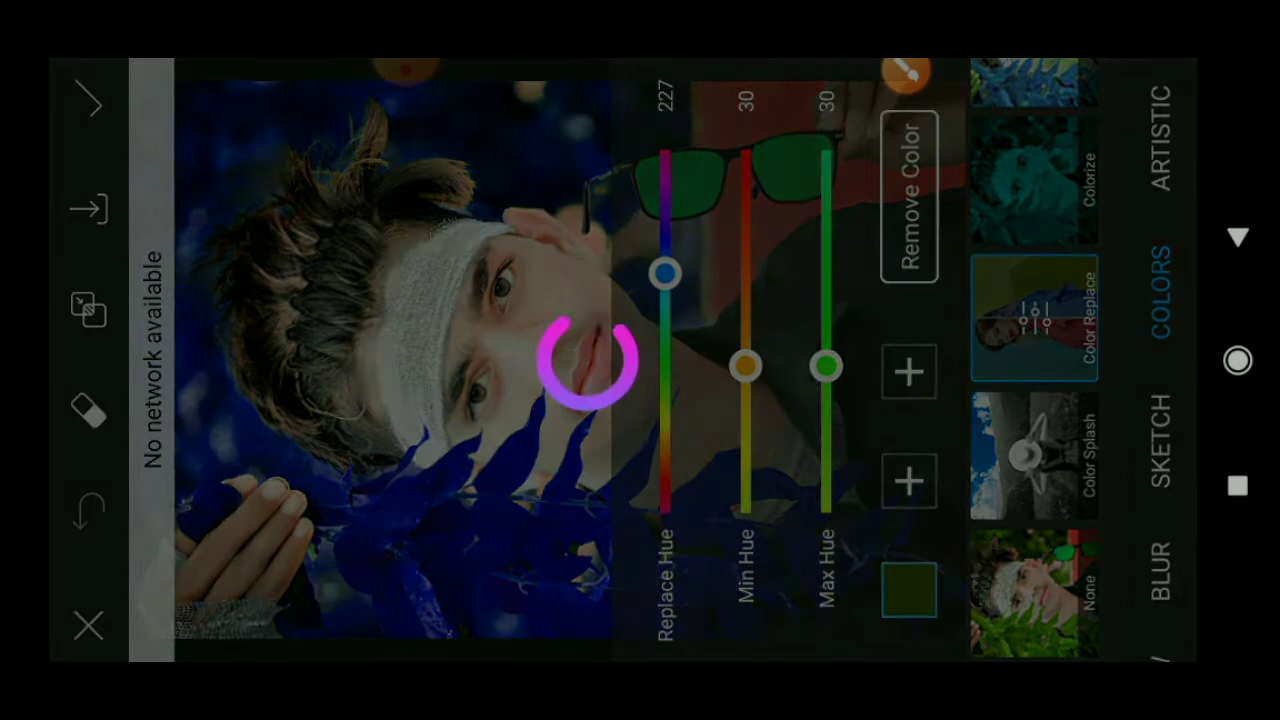 No network available
Replace Hue 227
Min Hue 30
Max Hue 30
Remove Color
None
Color Splash
Color Replace
Colorize
BLUR
SKETCH
COLORS
ARTISTIC